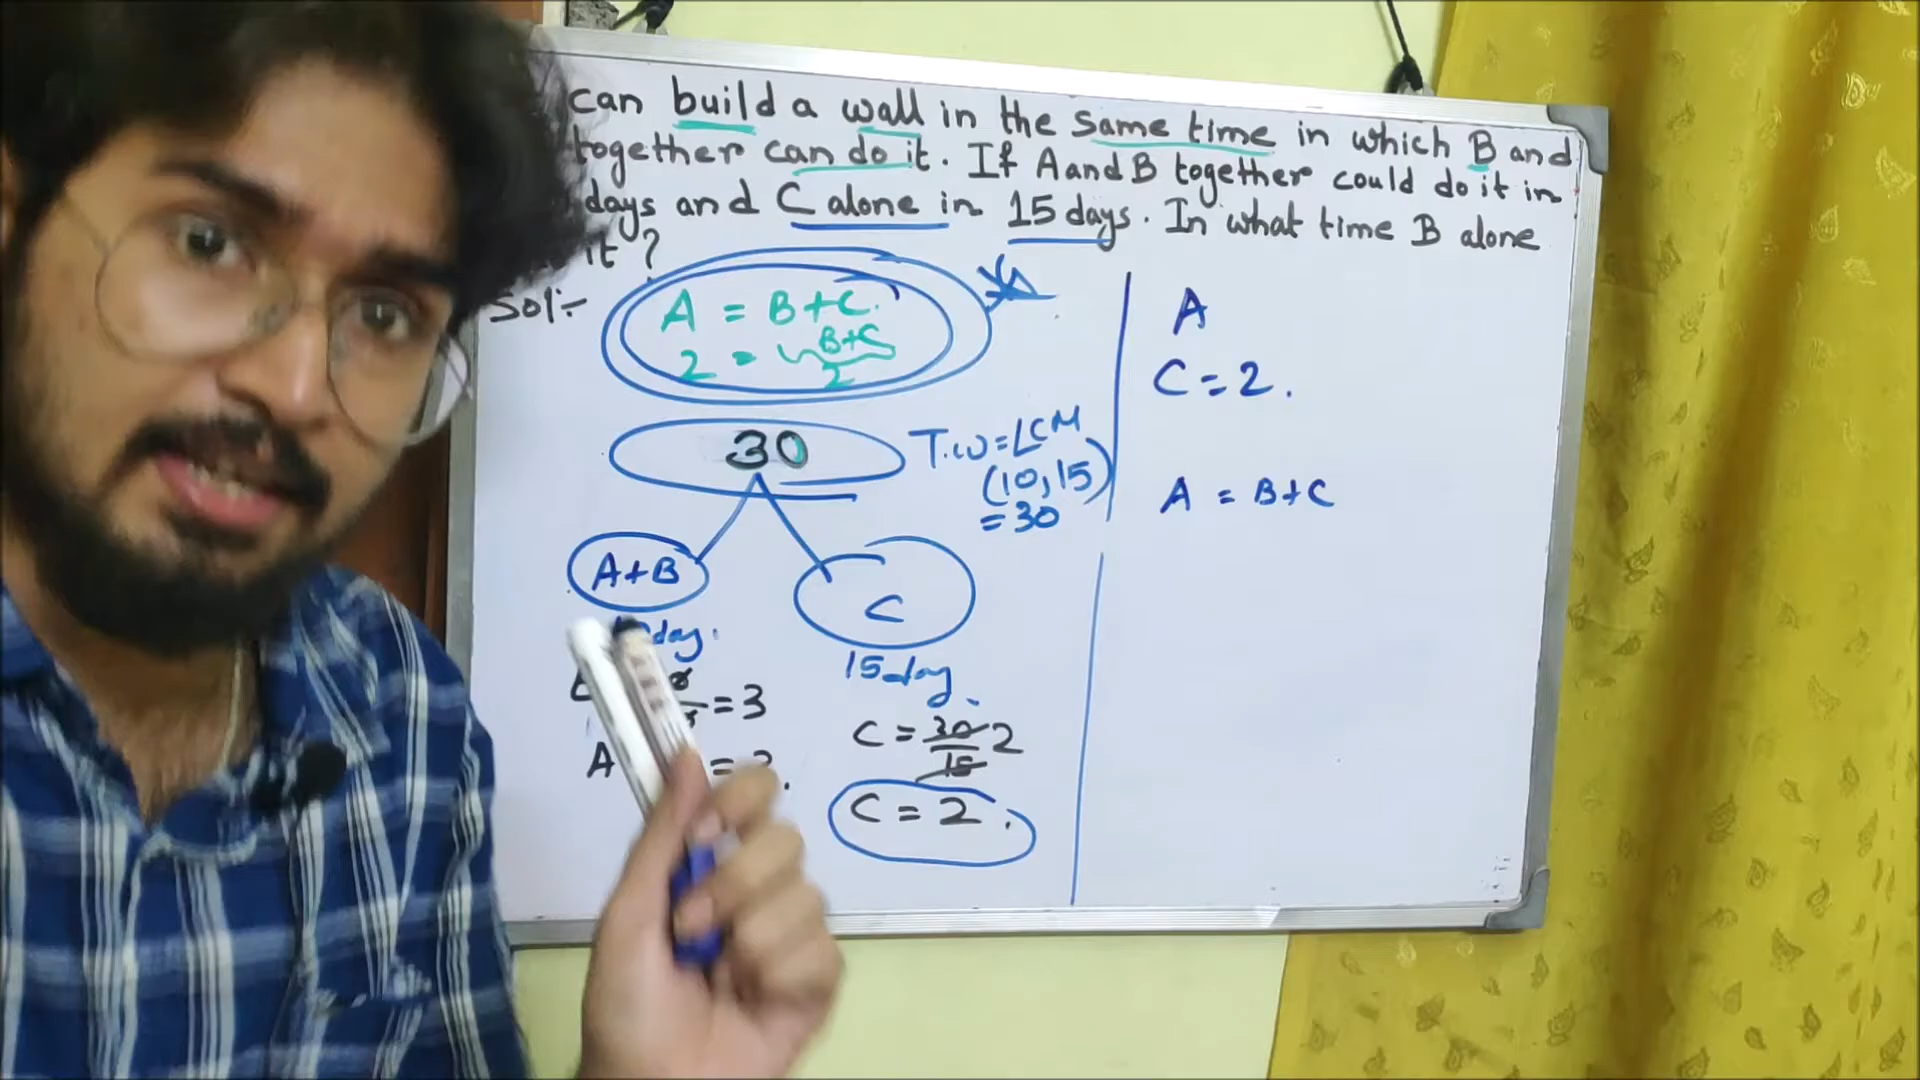 can build a wall in the same time in which B and
together can do it. If A and B together could do it in
days and C alone in 15 days. In what time B alone
it ?
Sol:-
A = B+C.
2 = B+C
2
30
T.W = LCM
(10,15)
= 30
A+B
day.
= 3
A = 3.
C
15 day.
C = 30/15 2
C = 2.
A
C = 2.
A = B+C